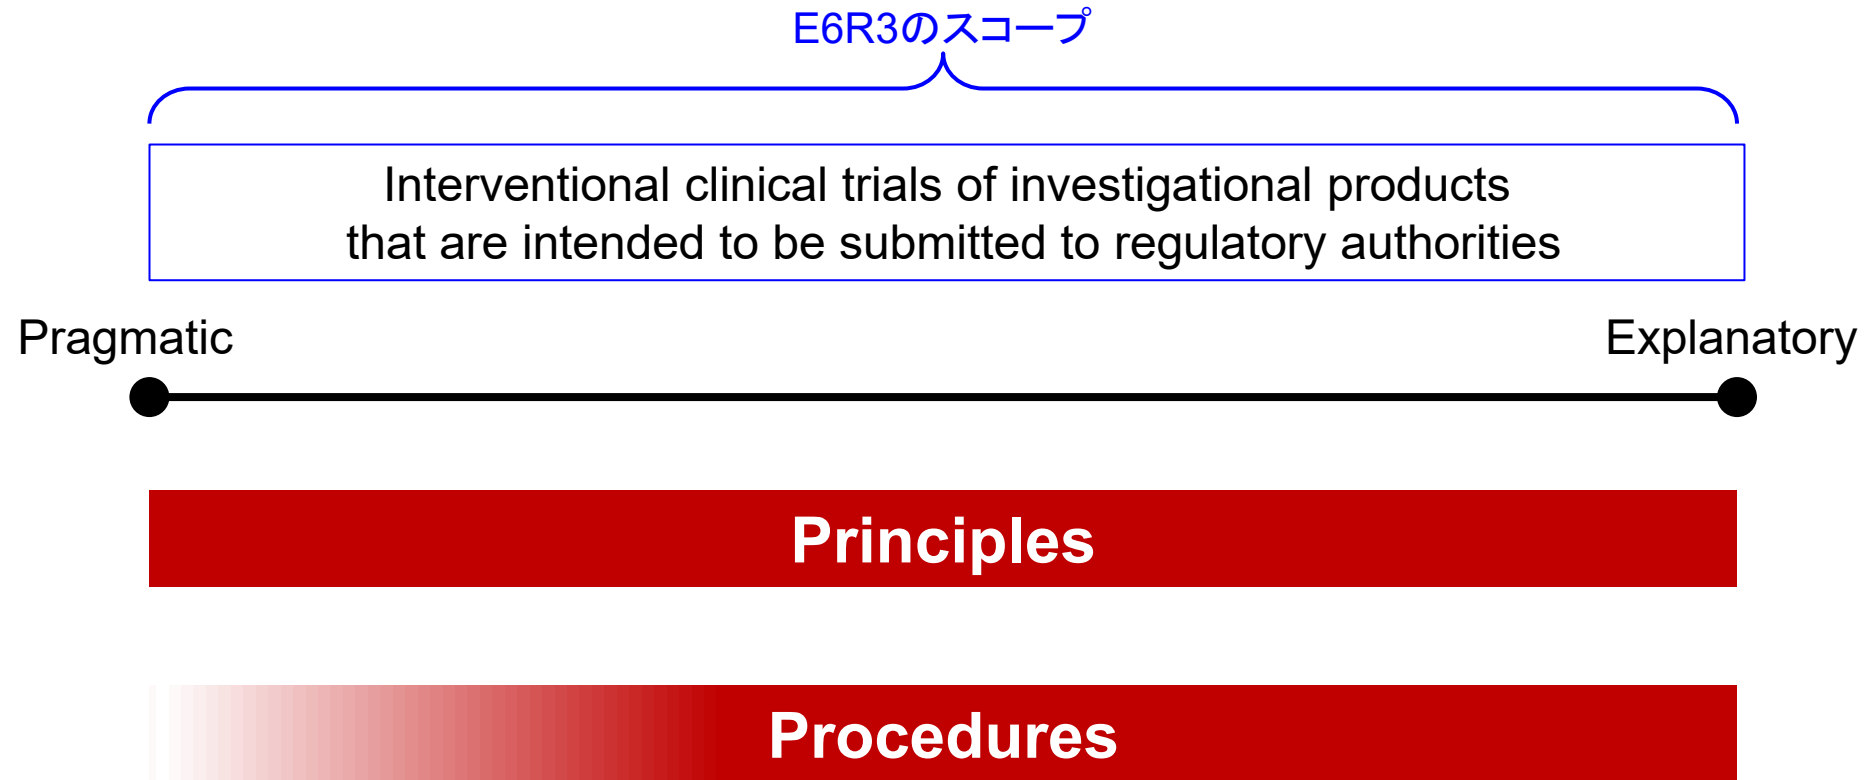 E6R3のスコープ
Interventional clinical trials of investigational products
that are intended to be submitted to regulatory authorities
Pragmatic
Explanatory
Principles
Procedures